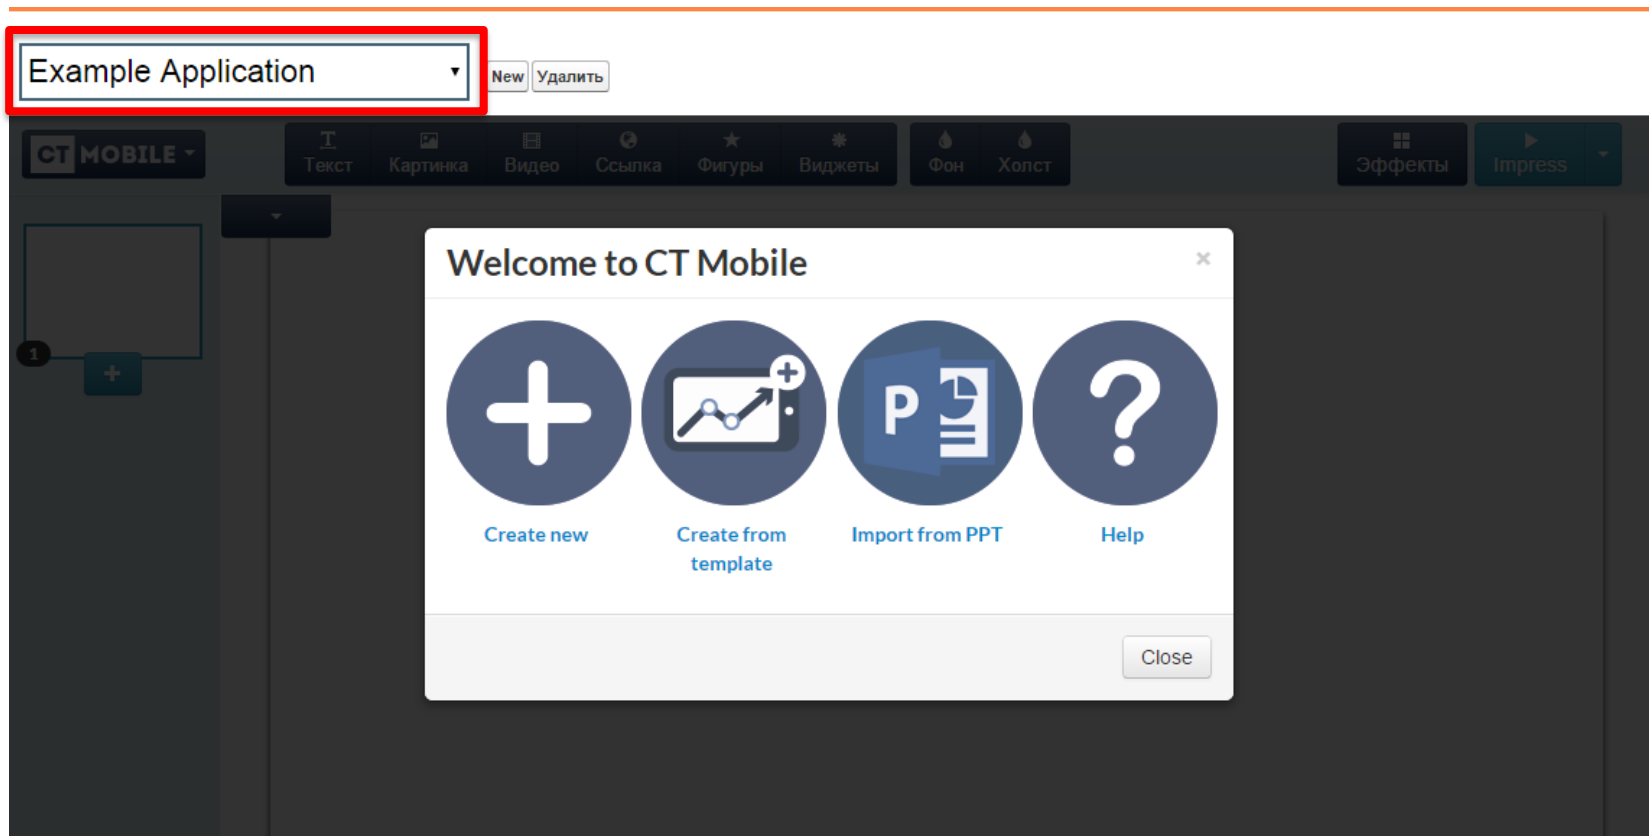 Example Application
New Удалить
CT MOBILE
Текст Картинка Видео Ссылка Фигуры Виджеты Фон Холст Эффекты Impress
Welcome to CT Mobile ×
1
P
Create new
Create from
template
Import from PPT
Help
Close